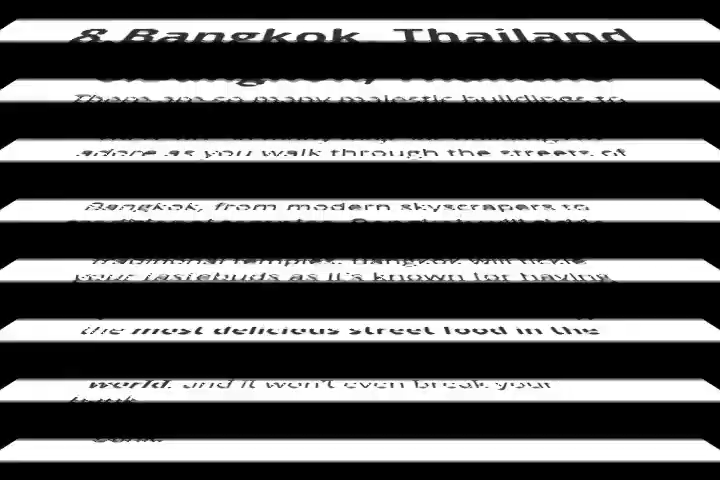 8. Bangkok, Thailand
There are so many majestic buildings to
adore as you walk through the streets of
Bangkok, from modern skyscrapers to
traditional temples. Bangkok will tickle
your tastebuds as it's known for having
the most delicious street food in the
world, and it won't even break your
bank.